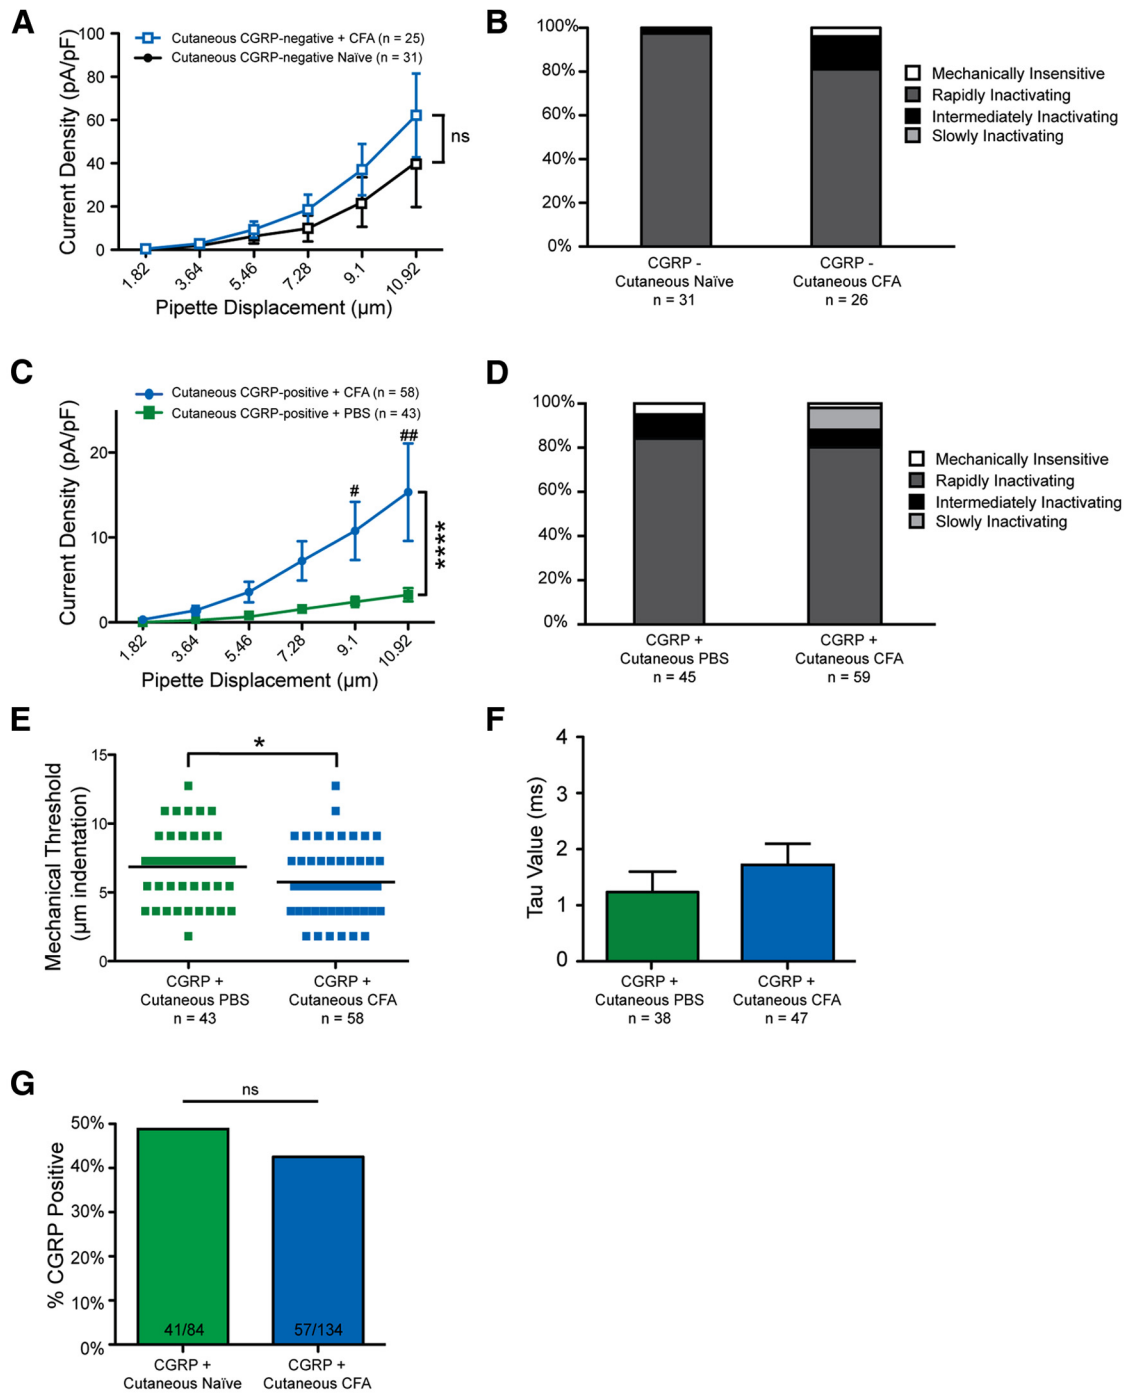 A
Current Density (pA/pF)
100
80
60
40
20
0
Cutaneous CGRP-negative + CFA (n = 25)
Cutaneous CGRP-negative Naïve (n = 31)
ns
1.82
3.64
5.46
7.28
9.1
10.92
Pipette Displacement (µm)
B
100%
80%
60%
40%
20%
0%
Mechanically Insensitive
Rapidly Inactivating
Intermediately Inactivating
Slowly Inactivating
CGRP -
Cutaneous Naïve
n = 31
CGRP -
Cutaneous CFA
n = 26
C
Current Density (pA/pF)
20
10
0
Cutaneous CGRP-positive + CFA (n = 58)
Cutaneous CGRP-positive + PBS (n = 43)
##
#
****
1.82
3.64
5.46
7.28
9.1
10.92
Pipette Displacement (µm)
D
100%
80%
60%
40%
20%
0%
Mechanically Insensitive
Rapidly Inactivating
Intermediately Inactivating
Slowly Inactivating
CGRP +
Cutaneous PBS
n = 45
CGRP +
Cutaneous CFA
n = 59
E
Mechanical Threshold
(µm indentation)
15
10
5
0
*
CGRP +
Cutaneous PBS
n = 43
CGRP +
Cutaneous CFA
n = 58
F
Tau Value (ms)
4
3
2
1
0
CGRP +
Cutaneous PBS
n = 38
CGRP +
Cutaneous CFA
n = 47
G
% CGRP Positive
50%
40%
30%
20%
10%
0%
ns
41/84
57/134
CGRP +
Cutaneous Naïve
CGRP +
Cutaneous CFA